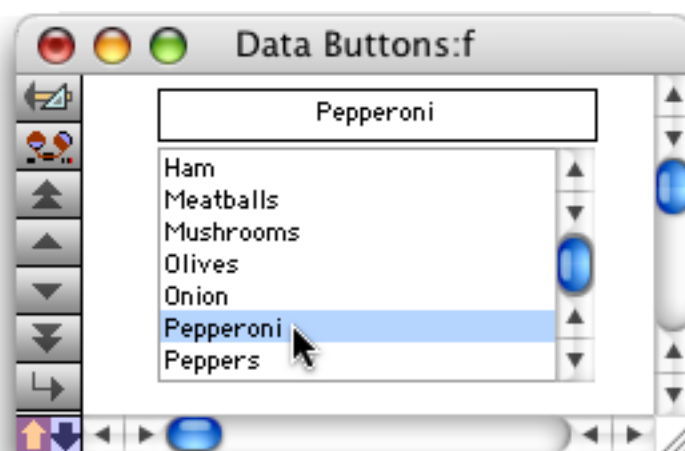 Data Buttons:f
Pepperoni
Ham
Meatballs
Mushrooms
Olives
Onion
Pepperoni
Peppers